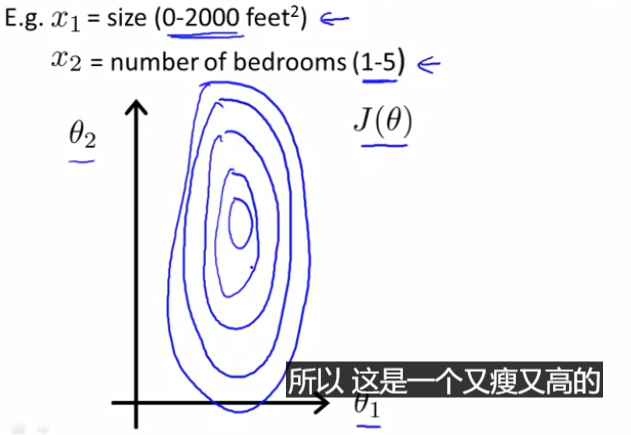 E.g. x₁ = size (0-2000 feet²)
x₂ = number of bedrooms (1-5)
θ₂
J(θ)
所以 这是一个又瘦又高的
θ₁